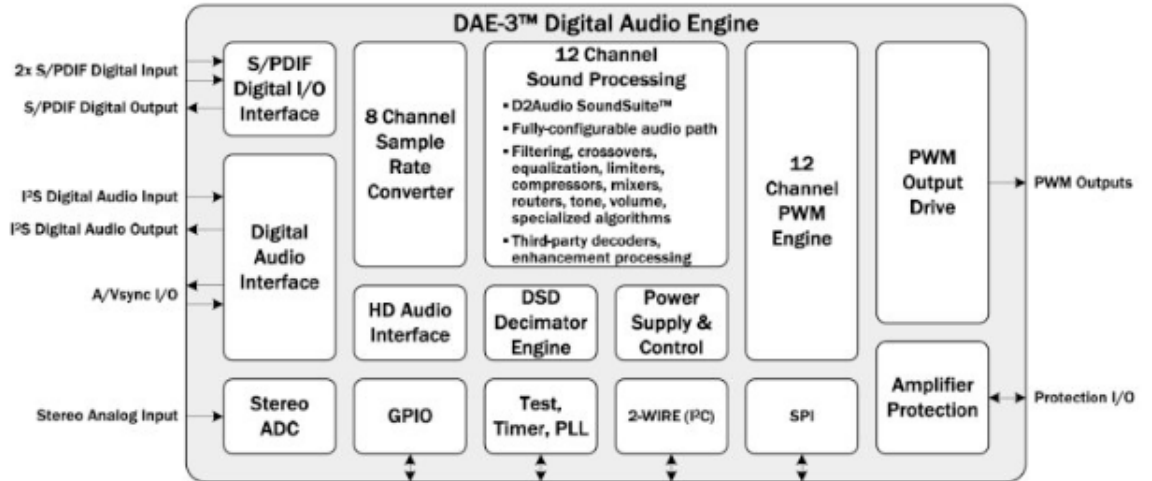 DAE-3™ Digital Audio Engine
2x S/PDIF Digital Input
S/PDIF Digital Output
I²S Digital Audio Input
I²S Digital Audio Output
A/Vsync I/O
Stereo Analog Input
S/PDIF
Digital I/O
Interface
Digital
Audio
Interface
Stereo
ADC
8 Channel
Sample
Rate
Converter
HD Audio
Interface
GPIO
12 Channel
Sound Processing
▪ D2Audio SoundSuite™
▪ Fully-configurable audio path
▪ Filtering, crossovers,
equalization, limiters,
compressors, mixers,
routers, tone, volume,
specialized algorithms
▪ Third-party decoders,
enhancement processing
DSD
Decimator
Engine
Power
Supply &
Control
Test,
Timer, PLL
2-WIRE (I²C)
12
Channel
PWM
Engine
SPI
PWM
Output
Drive
Amplifier
Protection
PWM Outputs
Protection I/O